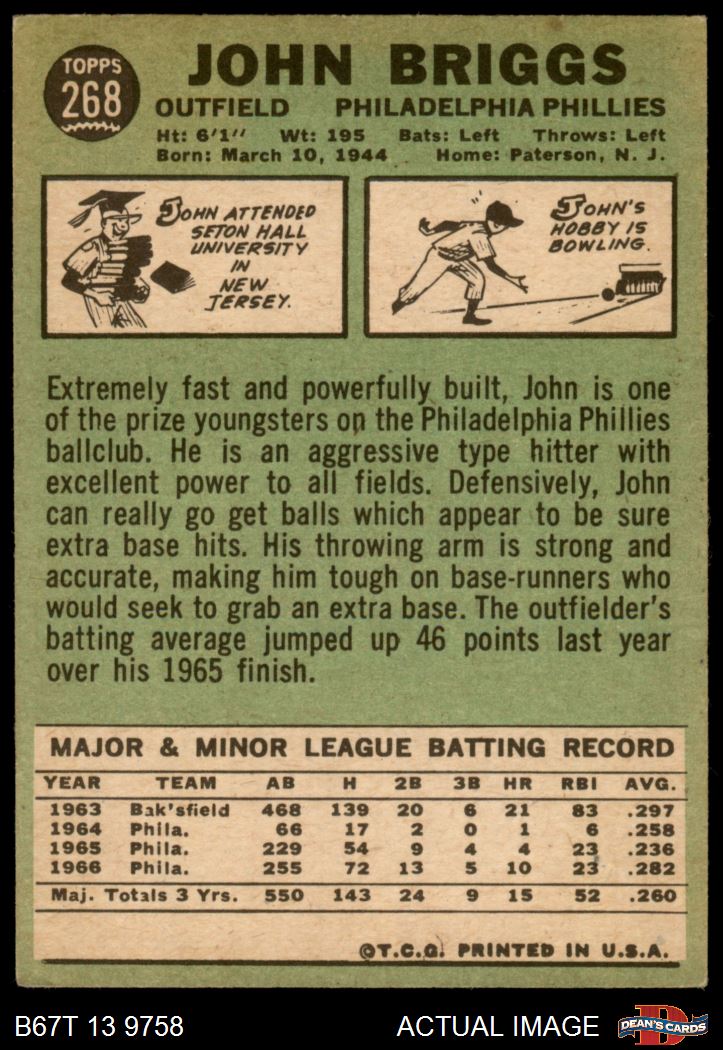 TOPPS
268
JOHN BRIGGS
OUTFIELD PHILADELPHIA PHILLIES
Ht: 6'1" Wt: 195 Bats: Left Throws: Left
Born: March 10, 1944 Home: Paterson, N. J.
JOHN ATTENDED
SETON HALL
UNIVERSITY
IN
NEW
JERSEY.
JOHN'S
HOBBY IS
BOWLING.
Extremely fast and powerfully built, John is one
of the prize youngsters on the Philadelphia Phillies
ballclub. He is an aggressive type hitter with
excellent power to all fields. Defensively, John
can really go get balls which appear to be sure
extra base hits. His throwing arm is strong and
accurate, making him tough on base-runners who
would seek to grab an extra base. The outfielder's
batting average jumped up 46 points last year
over his 1965 finish.
MAJOR & MINOR LEAGUE BATTING RECORD
YEAR TEAM AB H 2B 3B HR RBI AVG.
1963 Bak'sfield 468 139 20 6 21 83 .297
1964 Phila. 66 17 2 0 1 6 .258
1965 Phila. 229 54 9 4 4 23 .236
1966 Phila. 255 72 13 5 10 23 .282
Maj. Totals 3 Yrs. 550 143 24 9 15 52 .260
©T.C.G. PRINTED IN U.S.A.
B67T 13 9758 ACTUAL IMAGE
D
DEAN'S CARDS